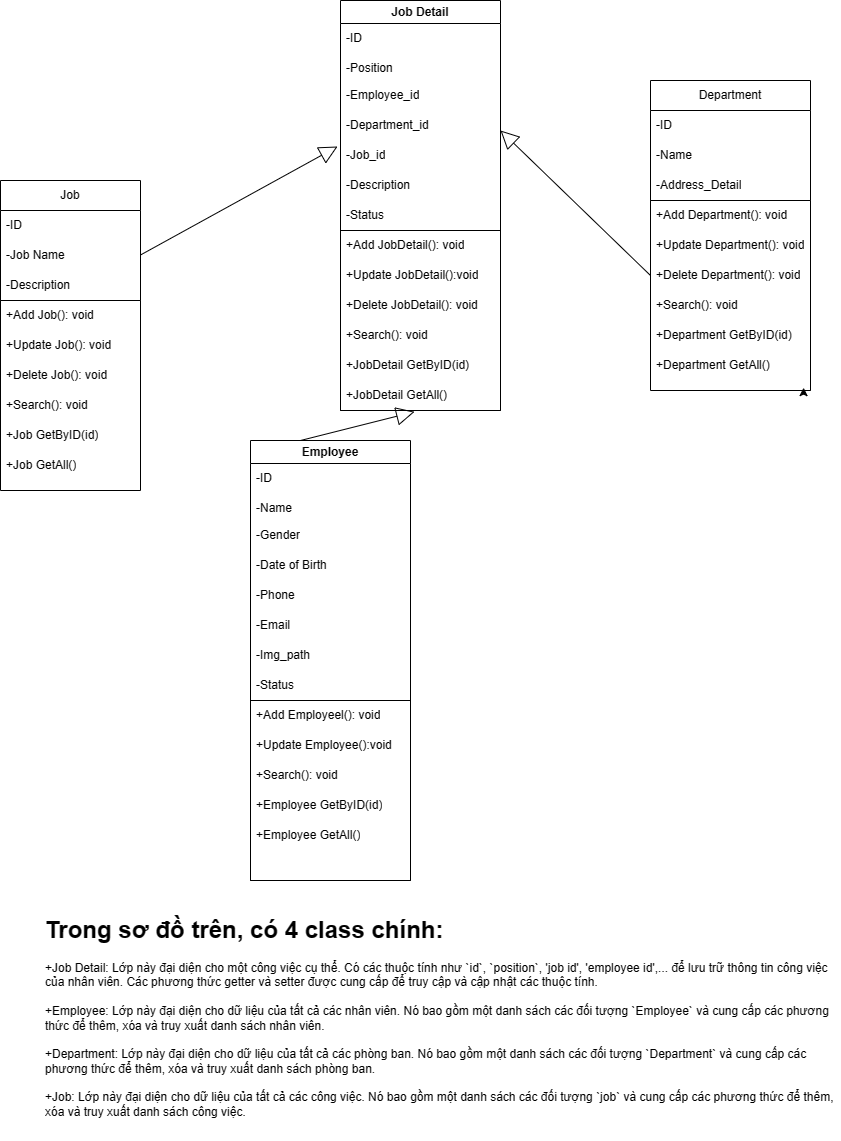 Job Detail
-ID
-Position
-Employee_id
-Department_id
-Job_id
-Description
-Status
+Add JobDetail(): void
+Update JobDetail():void
+Delete JobDetail(): void
+Search(): void
+JobDetail GetByID(id)
+JobDetail GetAll()
Department
-ID
-Name
-Address_Detail
+Add Department(): void
+Update Department(): void
+Delete Department(): void
+Search(): void
+Department GetByID(id)
+Department GetAll()
Job
-ID
-Job Name
-Description
+Add Job(): void
+Update Job(): void
+Delete Job(): void
+Search(): void
+Job GetByID(id)
+Job GetAll()
Employee
-ID
-Name
-Gender
-Date of Birth
-Phone
-Email
-Img_path
-Status
+Add Employeel(): void
+Update Employee():void
+Search(): void
+Employee GetByID(id)
+Employee GetAll()
Trong sơ đồ trên, có 4 class chính:
+Job Detail: Lớp này đại diện cho một công việc cụ thể. Có các thuộc tính như `id`, `position`, 'job id', 'employee id',... để lưu trữ thông tin công việc
của nhân viên. Các phương thức getter và setter được cung cấp để truy cập và cập nhật các thuộc tính.
+Employee: Lớp này đại diện cho dữ liệu của tất cả các nhân viên. Nó bao gồm một danh sách các đối tượng `Employee` và cung cấp các phương
thức để thêm, xóa và truy xuất danh sách nhân viên.
+Department: Lớp này đại diện cho dữ liệu của tất cả các phòng ban. Nó bao gồm một danh sách các đối tượng `Department` và cung cấp các
phương thức để thêm, xóa và truy xuất danh sách phòng ban.
+Job: Lớp này đại diện cho dữ liệu của tất cả các công việc. Nó bao gồm một danh sách các đối tượng `job` và cung cấp các phương thức để thêm,
xóa và truy xuất danh sách công việc.